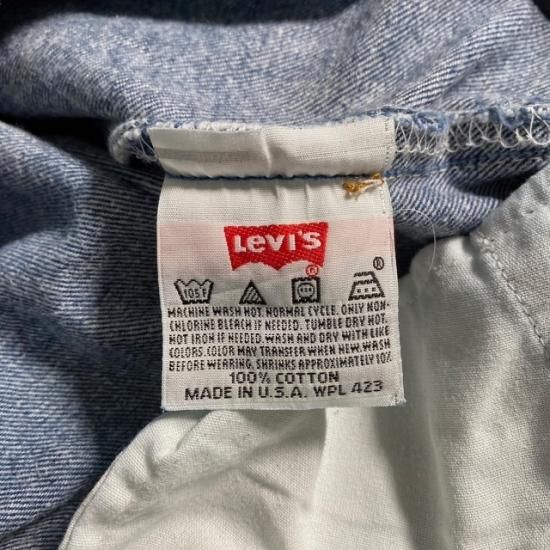 Levi's
®
105F
®
MACHINE WASH HOT. NORMAL CYCLE. ONLY NON-
CHLORINE BLEACH IF NEEDED. TUMBLE DRY HOT.
HOT IRON IF NEEDED. WASH AND DRY WITH LIKE
COLORS. COLOR MAY TRANSFER WHEN NEW. WASH
BEFORE WEARING. SHRINKS APPROXIMATELY 10%
100% COTTON
MADE IN U.S.A. WPL 423